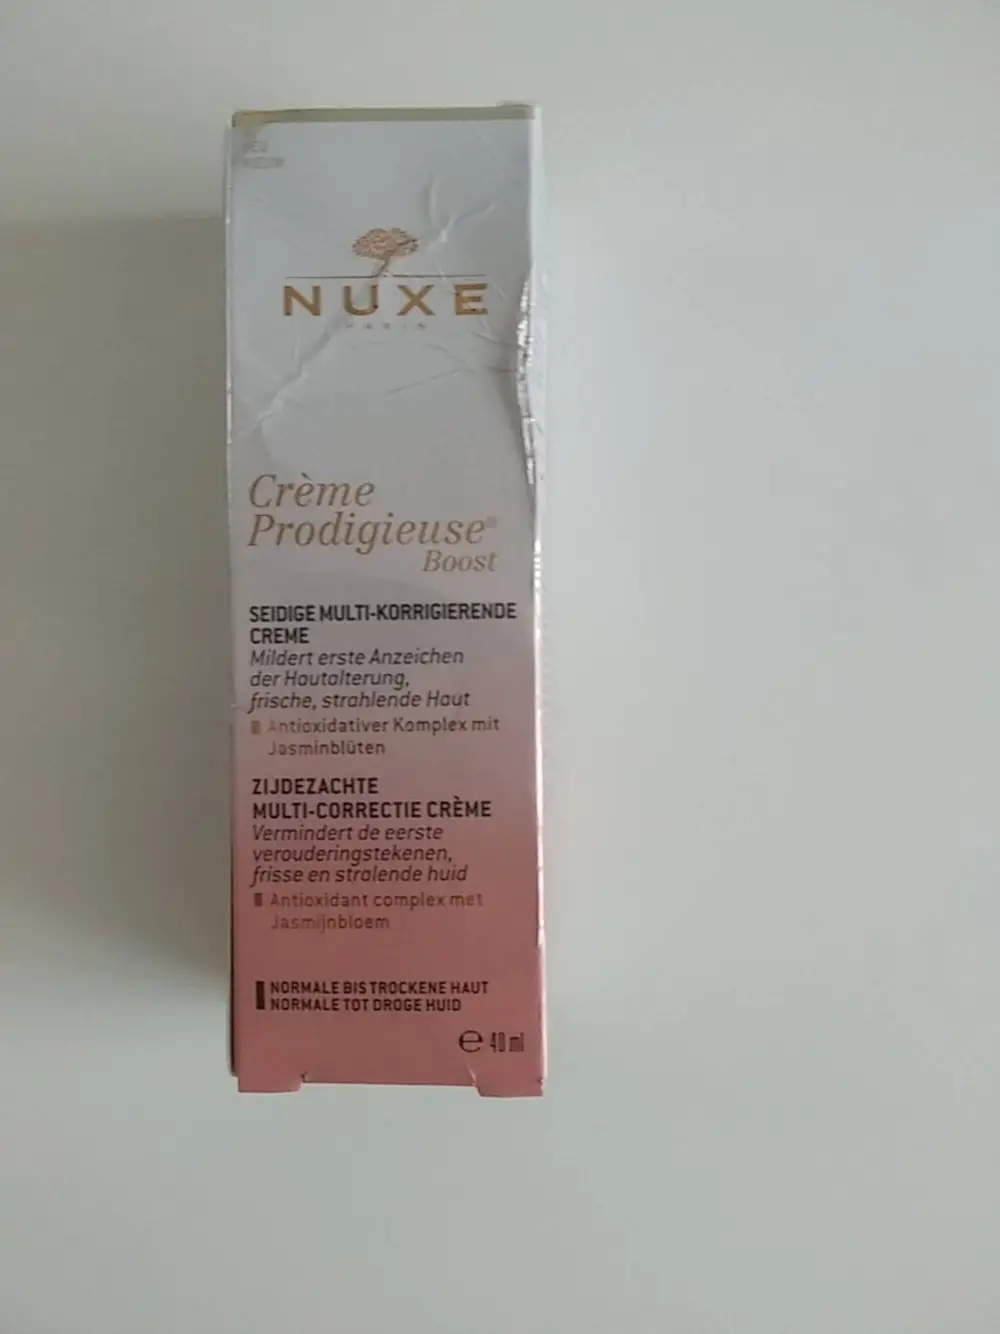 NUXE
PARIS
Crème
Prodigieuse®
Boost
SEIDIGE MULTI-KORRIGIERENDE
CREME
Mildert erste Anzeichen
der Hautalterung,
frische, strahlende Haut
Antioxidativer Komplex mit
Jasminblüten
ZIJDEZACHTE
MULTI-CORRECTIE CRÈME
Vermindert de eerste
verouderingstekenen,
frisse en stralende huid
Antioxidant complex met
Jasmijnbloem
NORMALE BIS TROCKENE HAUT
NORMALE TOT DROGE HUID
℮ 40 ml